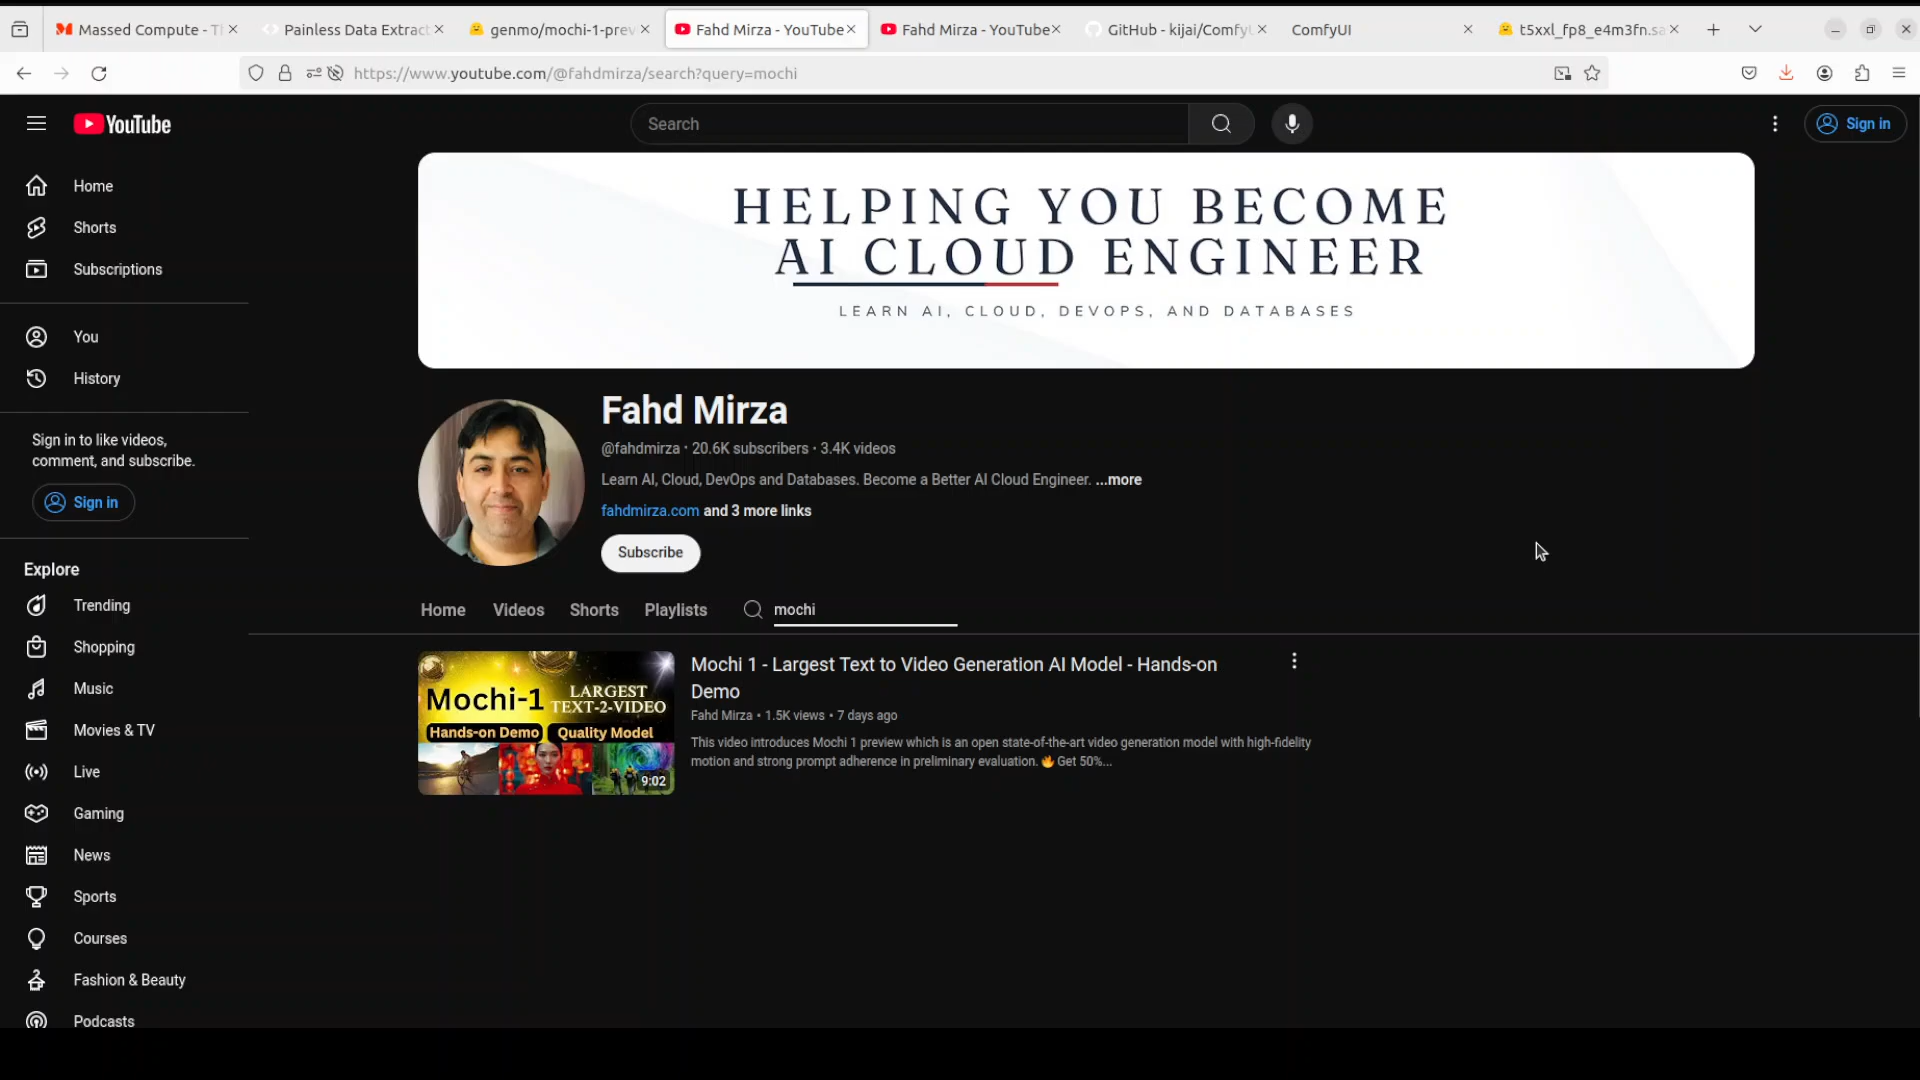 Massed Compute - Th
Painless Data Extract
genmo/mochi-1-prev
Fahd Mirza - YouTube
Fahd Mirza - YouTube
GitHub - kijai/ComfyU
ComfyUI
t5xxl_fp8_e4m3fn.sa
https://www.youtube.com/@fahdmirza/search?query=mochi
YouTube
Search
Sign in
Home
Shorts
Subscriptions
You
History
Sign in to like videos,
comment, and subscribe.
Sign in
Explore
Trending
Shopping
Music
Movies & TV
Live
Gaming
News
Sports
Courses
Fashion & Beauty
Podcasts
HELPING YOU BECOME
AI CLOUD ENGINEER
LEARN AI, CLOUD, DEVOPS, AND DATABASES
Fahd Mirza
@fahdmirza · 20.6K subscribers · 3.4K videos
Learn AI, Cloud, DevOps and Databases. Become a Better AI Cloud Engineer. ...more
fahdmirza.com and 3 more links
Subscribe
Home Videos Shorts Playlists mochi
Mochi-1 LARGEST
TEXT-2-VIDEO
Hands-on Demo Quality Model
9:02
Mochi 1 - Largest Text to Video Generation AI Model - Hands-on
Demo
Fahd Mirza • 1.5K views • 7 days ago
This video introduces Mochi 1 preview which is an open state-of-the-art video generation model with high-fidelity
motion and strong prompt adherence in preliminary evaluation. 🔥 Get 50%...